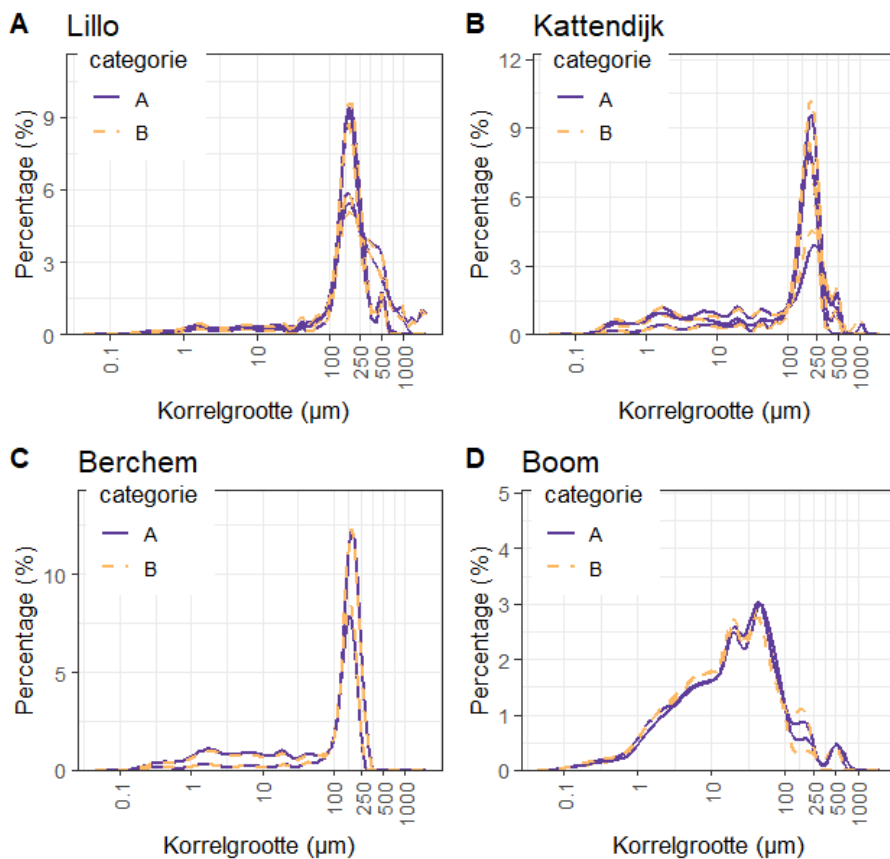 A Lillo
categorie
A
B
Percentage (%)
9
6
3
0
0.1 1 10 100 250 500 1000
Korrelgrootte (µm)
B Kattendijk
categorie
A
B
Percentage (%)
12
9
6
3
0
0.1 1 10 100 250 500 1000
Korrelgrootte (µm)
C Berchem
categorie
A
B
Percentage (%)
10
5
0
0.1 1 10 100 250 500 1000
Korrelgrootte (µm)
D Boom
categorie
A
B
Percentage (%)
5
4
3
2
1
0
0.1 1 10 100 250 500 1000
Korrelgrootte (µm)